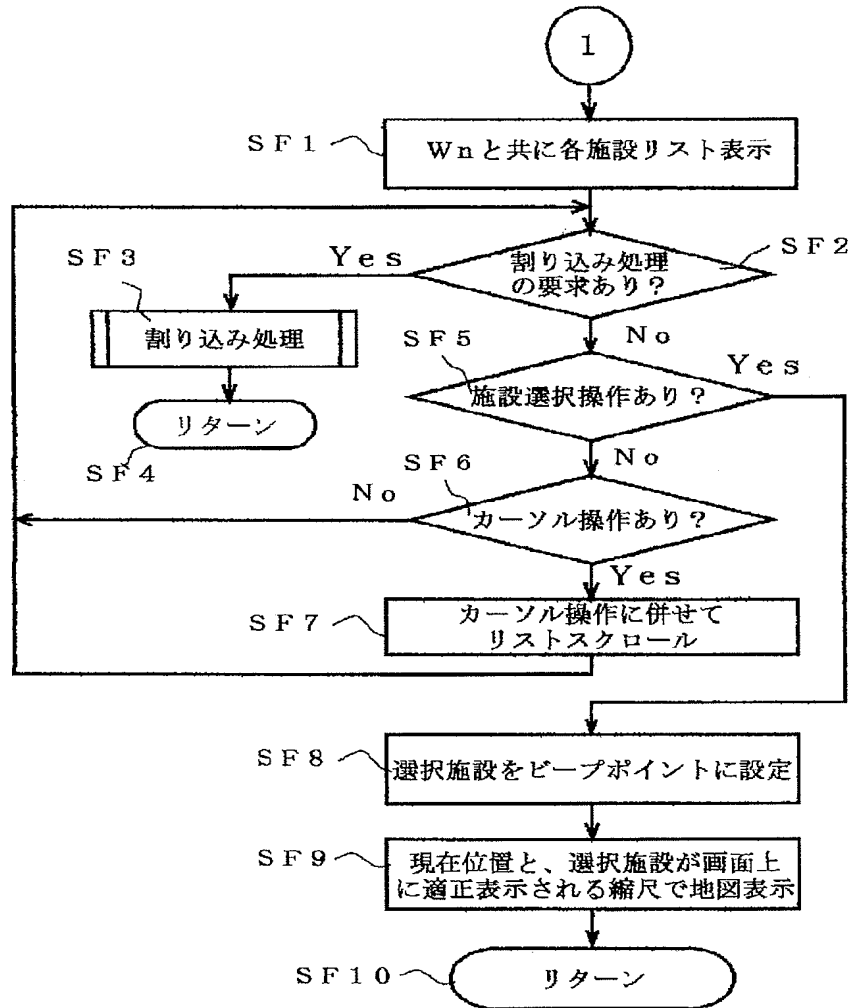 1
SF1
Wnと共に各施設リスト表示
SF2
割り込み処理
の要求あり？
Yes
No
SF3
割り込み処理
リターン
SF4
SF5
施設選択操作あり？
Yes
No
SF6
カーソル操作あり？
No
Yes
SF7
カーソル操作に併せて
リストスクロール
SF8
選択施設をビープポイントに設定
SF9
現在位置と、選択施設が画面上
に適正表示される縮尺で地図表示
SF10
リターン